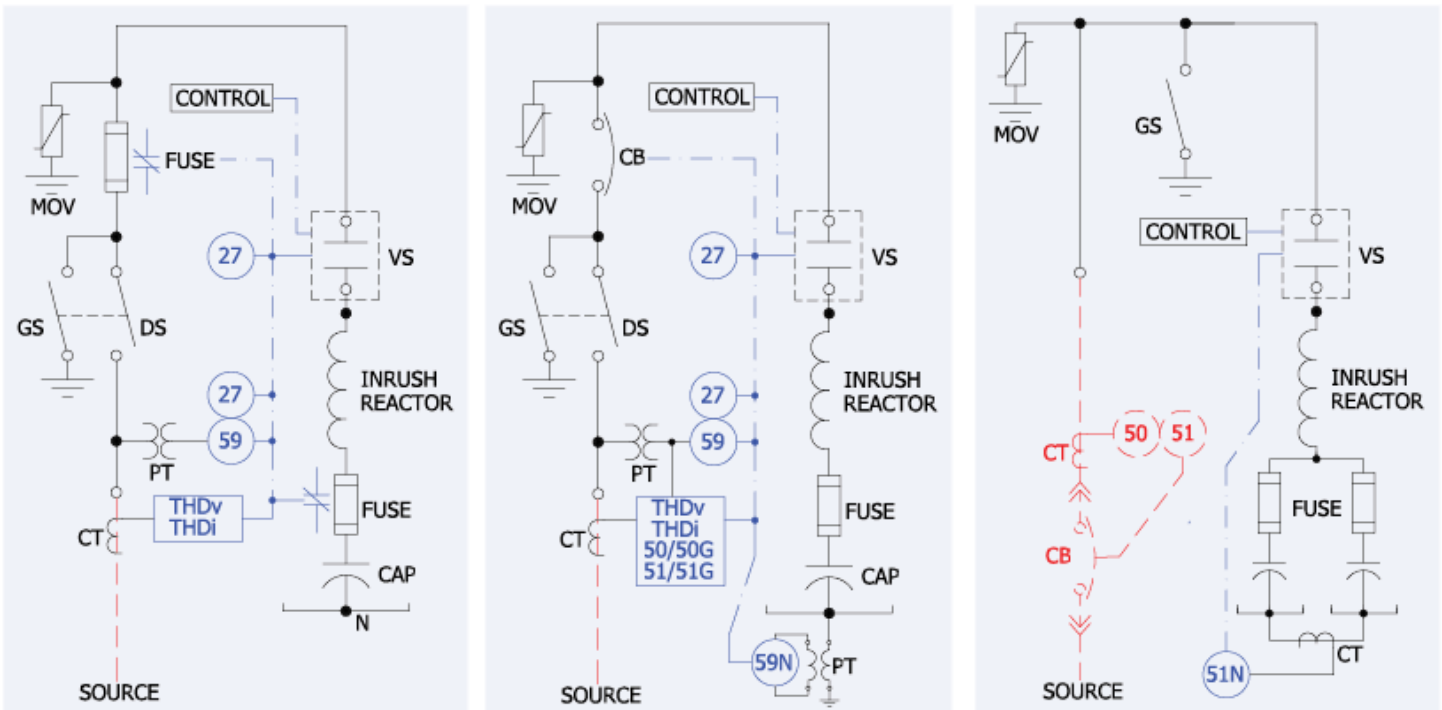 CONTROL
FUSE
MOV
27
VS
GS
DS
INRUSH
REACTOR
27
59
PT
THDv
THDi
CT
FUSE
CAP
N
SOURCE
CONTROL
CB
MOV
27
VS
GS
DS
INRUSH
REACTOR
27
59
PT
THDv
THDi
50/50G
51/51G
CT
FUSE
CAP
59N
PT
SOURCE
MOV
GS
CONTROL
VS
INRUSH
REACTOR
50
51
CT
FUSE
CB
CT
51N
SOURCE